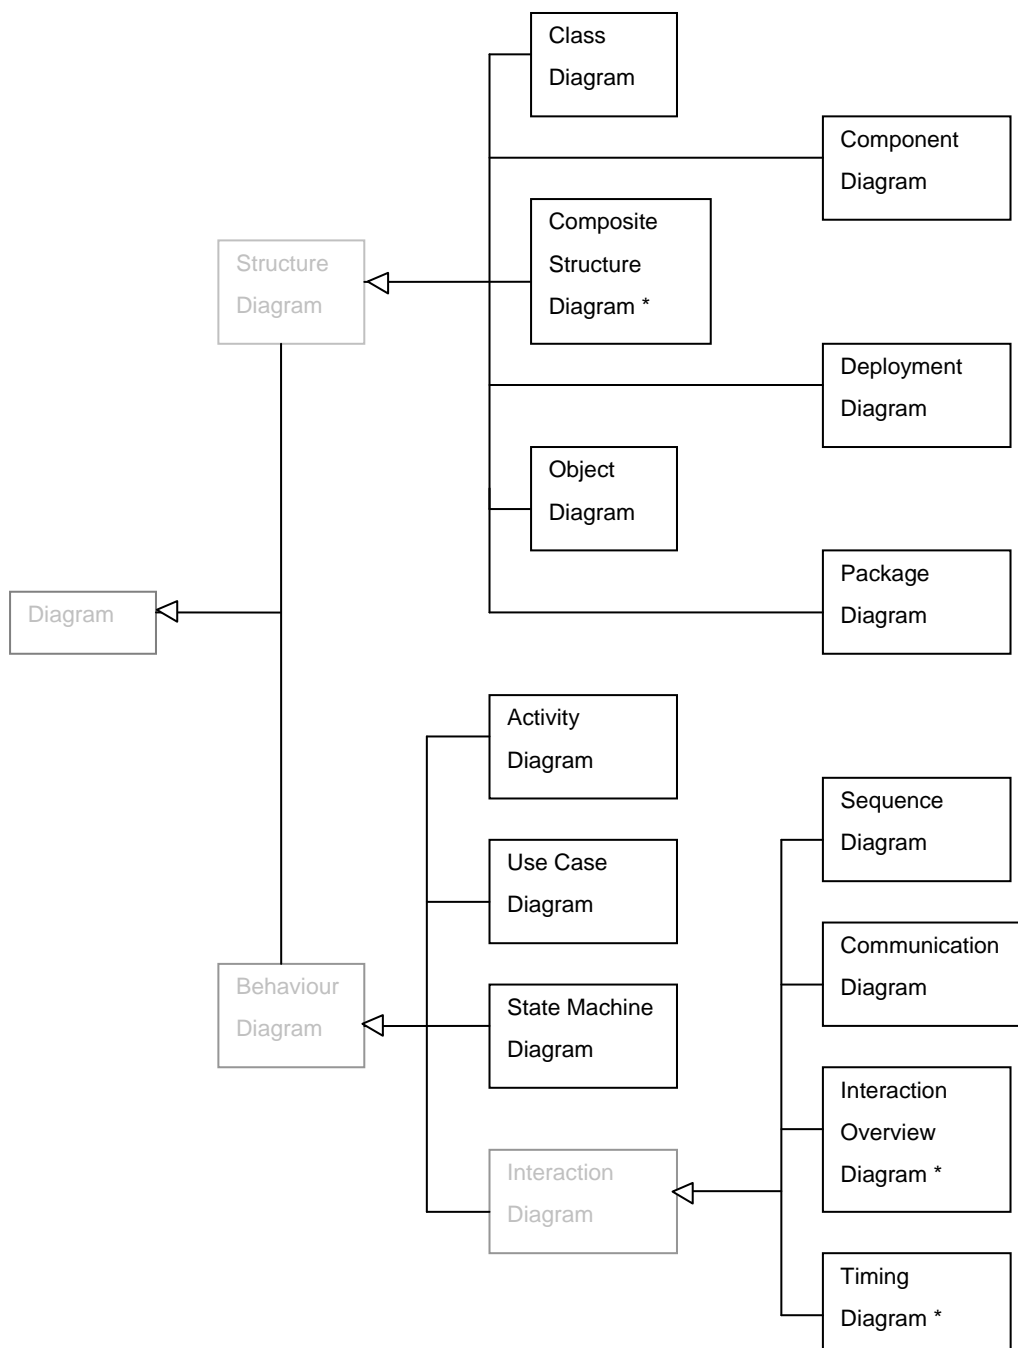 Class
Diagram
Component
Diagram
Composite
Structure
Diagram *
Structure
Diagram
Deployment
Diagram
Object
Diagram
Package
Diagram
Diagram
Activity
Diagram
Sequence
Diagram
Use Case
Diagram
Communication
Diagram
Behaviour
Diagram
State Machine
Diagram
Interaction
Overview
Diagram *
Interaction
Diagram
Timing
Diagram *